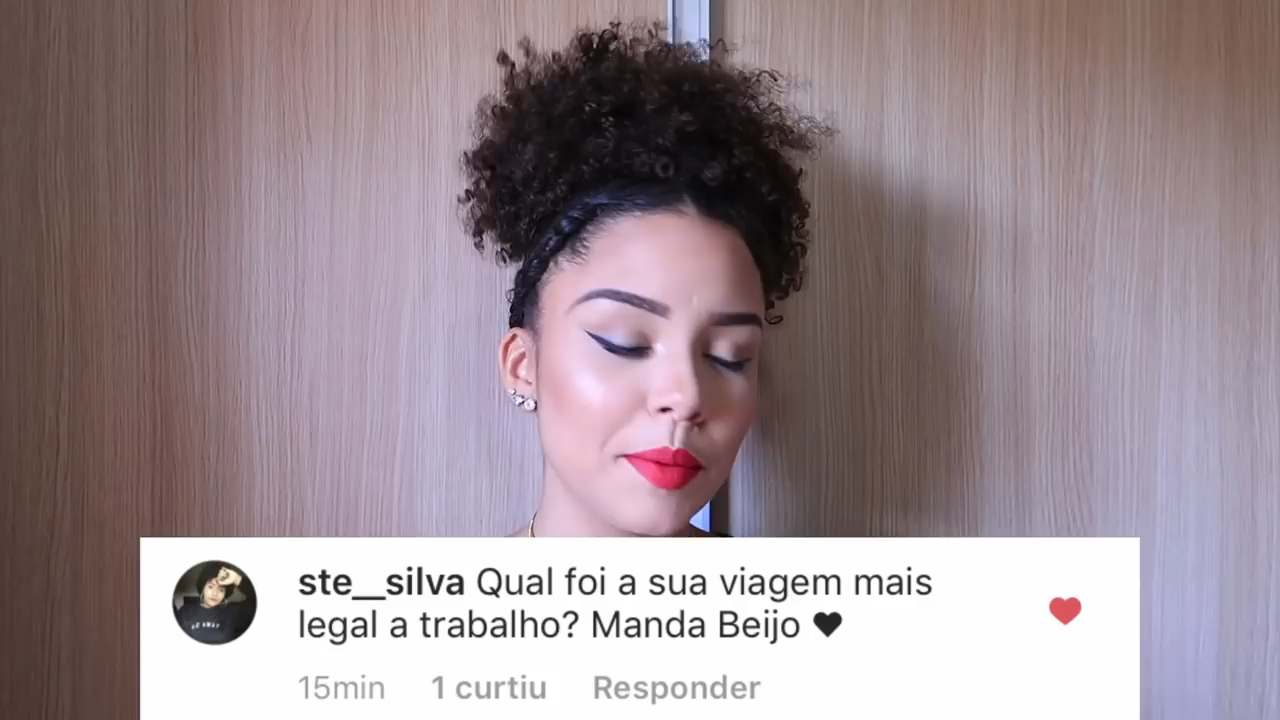 ste__silva Qual foi a sua viagem mais
legal a trabalho? Manda Beijo 🖤
15min 1 curtiu Responder